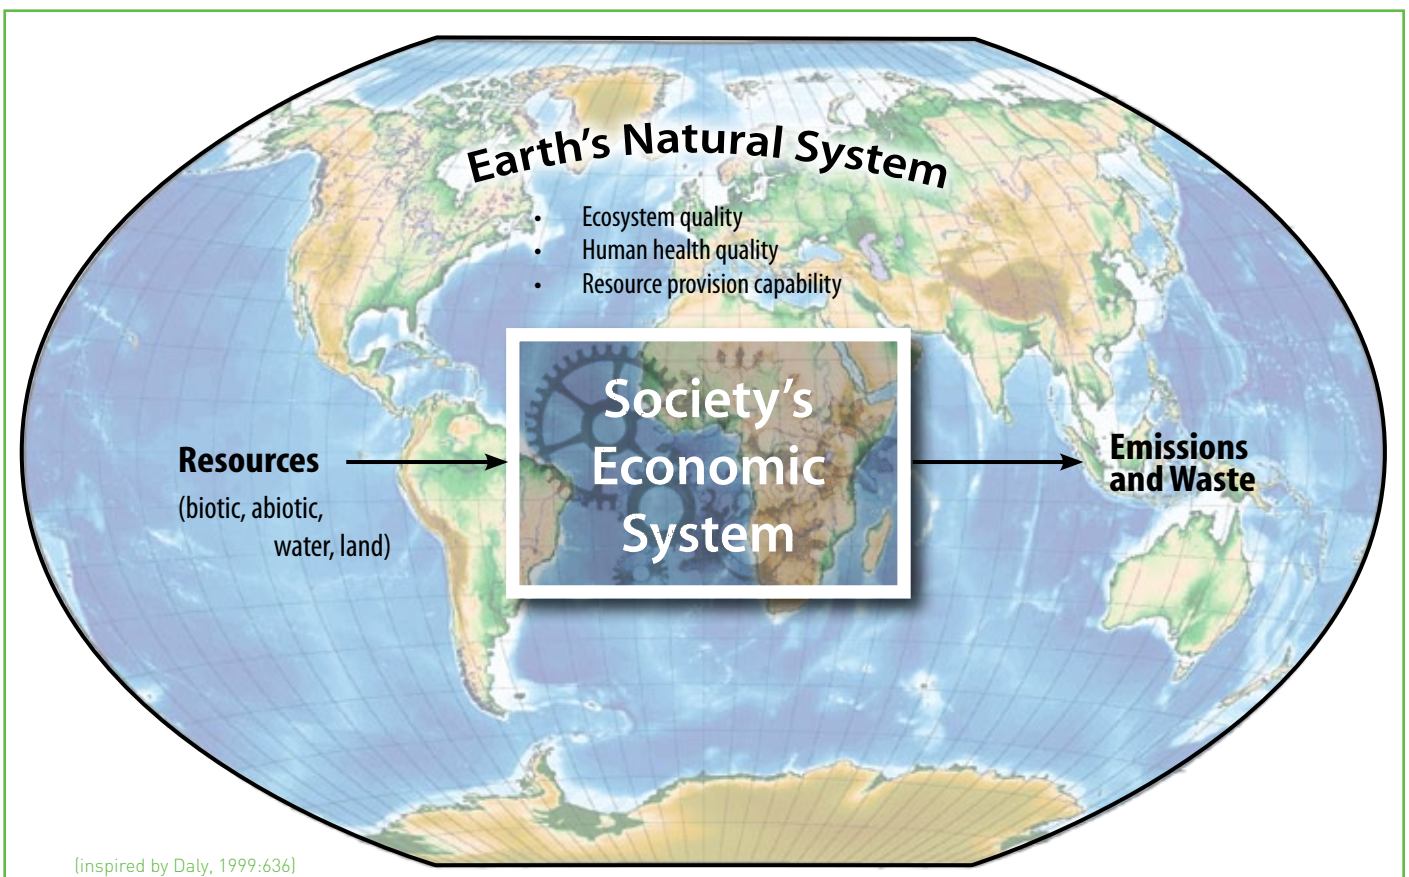 Earth's Natural System
• Ecosystem quality
• Human health quality
• Resource provision capability
Society's
Economic
System
Resources
(biotic, abiotic,
water, land)
Emissions
and Waste
(inspired by Daly, 1999:636)